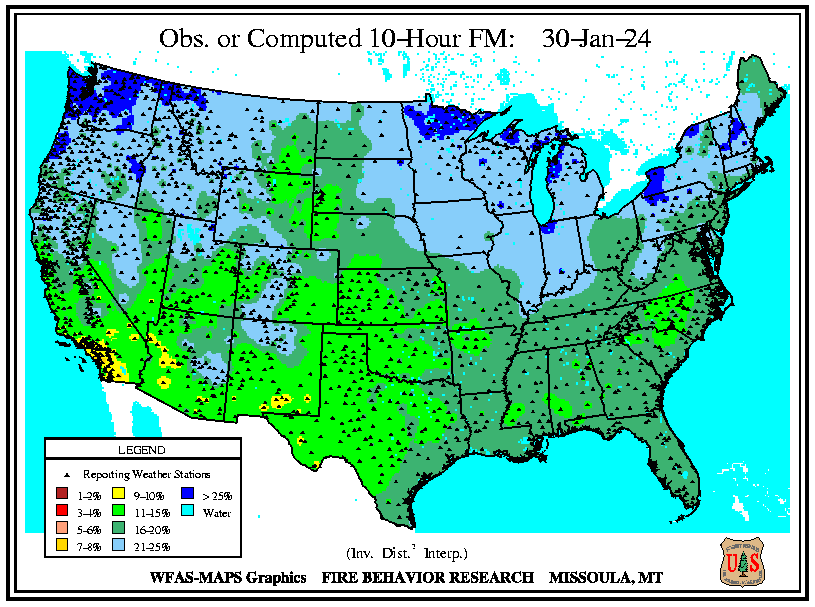 Obs. or Computed 10-Hour FM: 30-Jan-24
LEGEND
Reporting Weather Stations
1-2% 9-10% > 25%
3-4% 11-15% Water
5-6% 16-20%
7-8% 21-25%
(Inv. Dist.² Interp.)
WFAS-MAPS Graphics FIRE BEHAVIOR RESEARCH MISSOULA, MT
U S